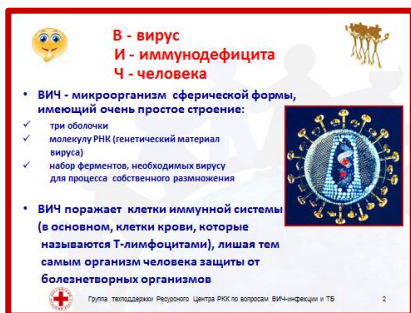 В - вирус
И - иммунодефицита
Ч - человека
• ВИЧ - микроорганизм сферической формы,
имеющий очень простое строение:
✓ три оболочки
✓ молекулу РНК (генетический материал
вируса)
✓ набор ферментов, необходимых вирусу
для процесса собственного размножения
• ВИЧ поражает клетки иммунной системы
(в основном, клетки крови, которые
называются Т-лимфоцитами), лишая тем
самым организм человека защиты от
болезнетворных организмов
Группа техподдержки Ресурсного Центра РКК по вопросам ВИЧ-инфекции и ТБ
2